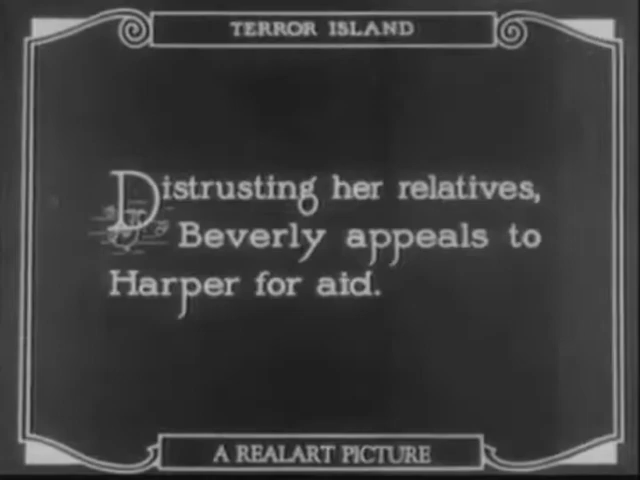 TERROR ISLAND
Distrusting her relatives,
Beverly appeals to
Harper for aid.
A REALART PICTURE